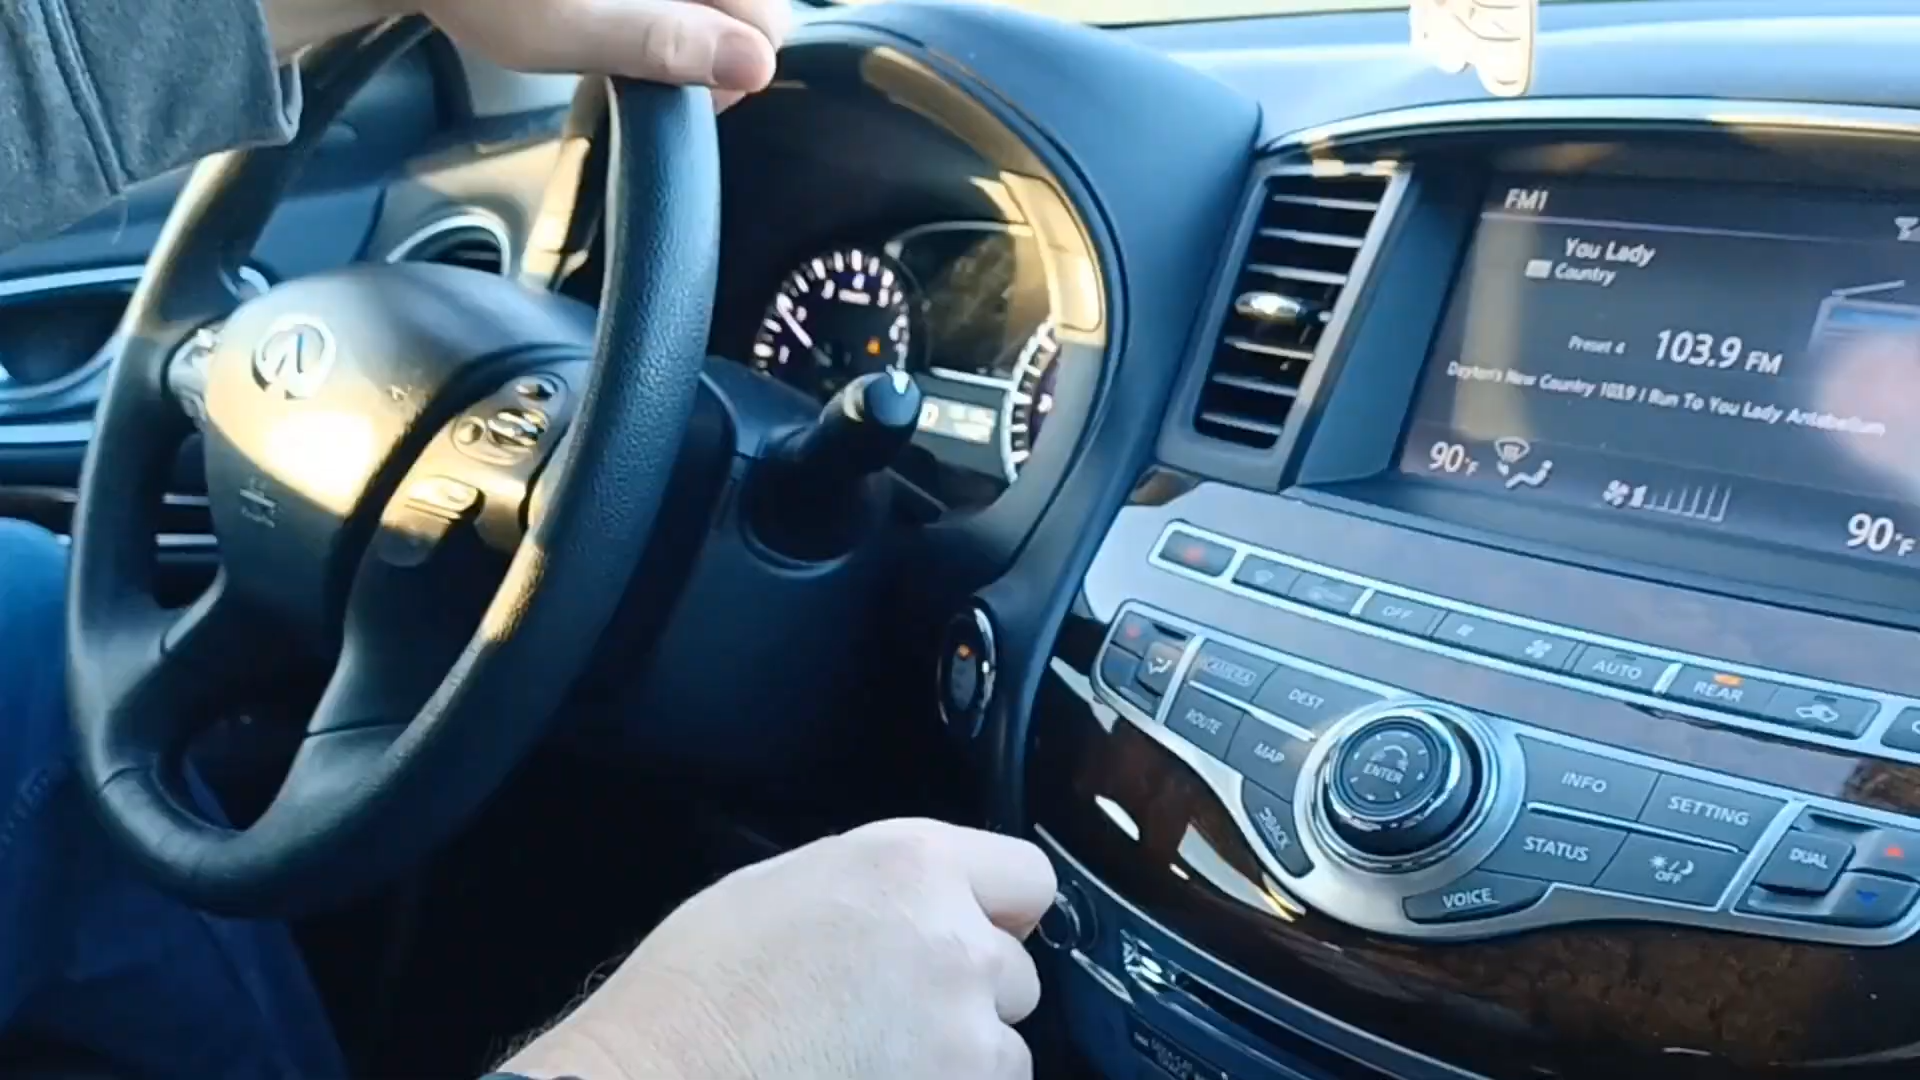 FM1
You Lady
Country
Preset 4 103.9 FM
Dayton's New Country 103.9 / Run To You Lady Antebellum
90°F
90°F
OFF
AUTO
REAR
CAMERA
DEST
ROUTE
MAP
BACK
ENTER
INFO
SETTING
STATUS
OFF
VOICE
DUAL